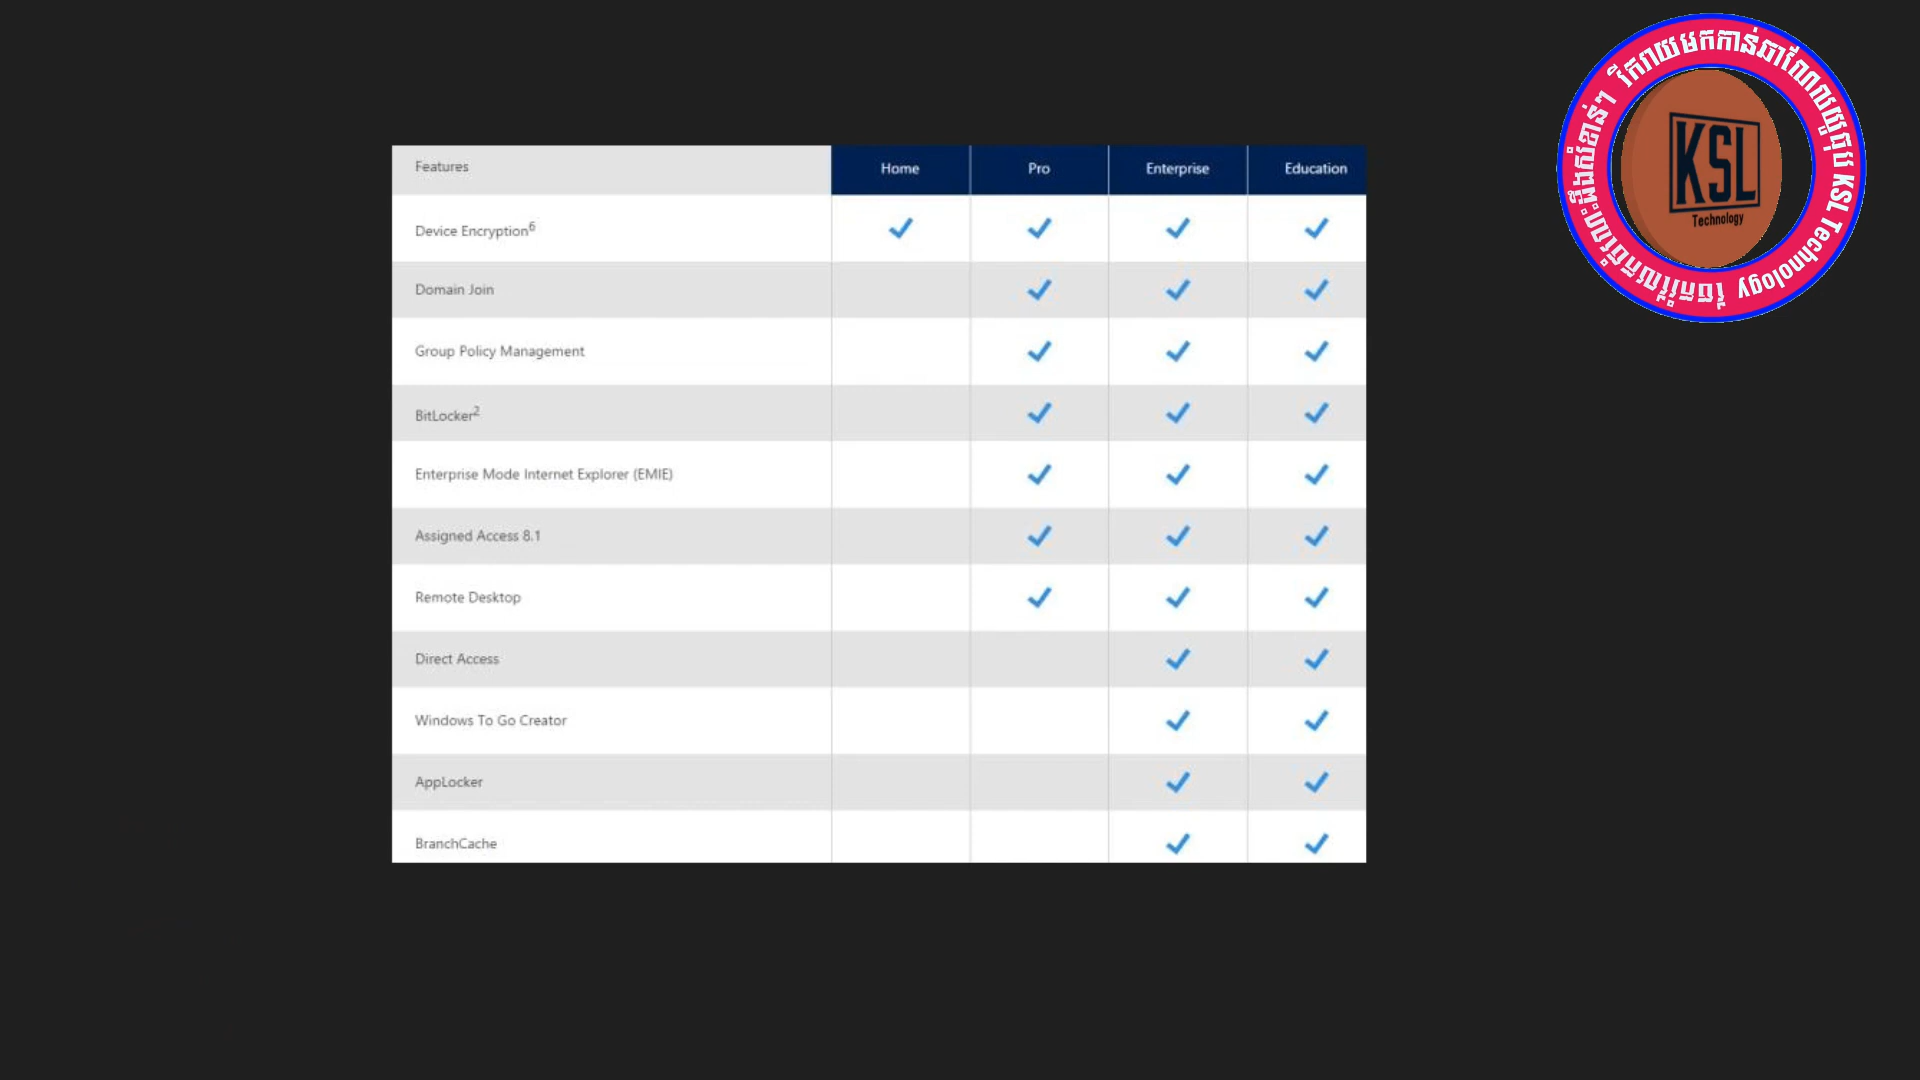 Features Home Pro Enterprise Education
Device Encryption6
Domain Join
Group Policy Management
BitLocker2
Enterprise Mode Internet Explorer (EMIE)
Assigned Access 8.1
Remote Desktop
Direct Access
Windows To Go Creator
AppLocker
BranchCache
KSL
Technology
KSL Technology